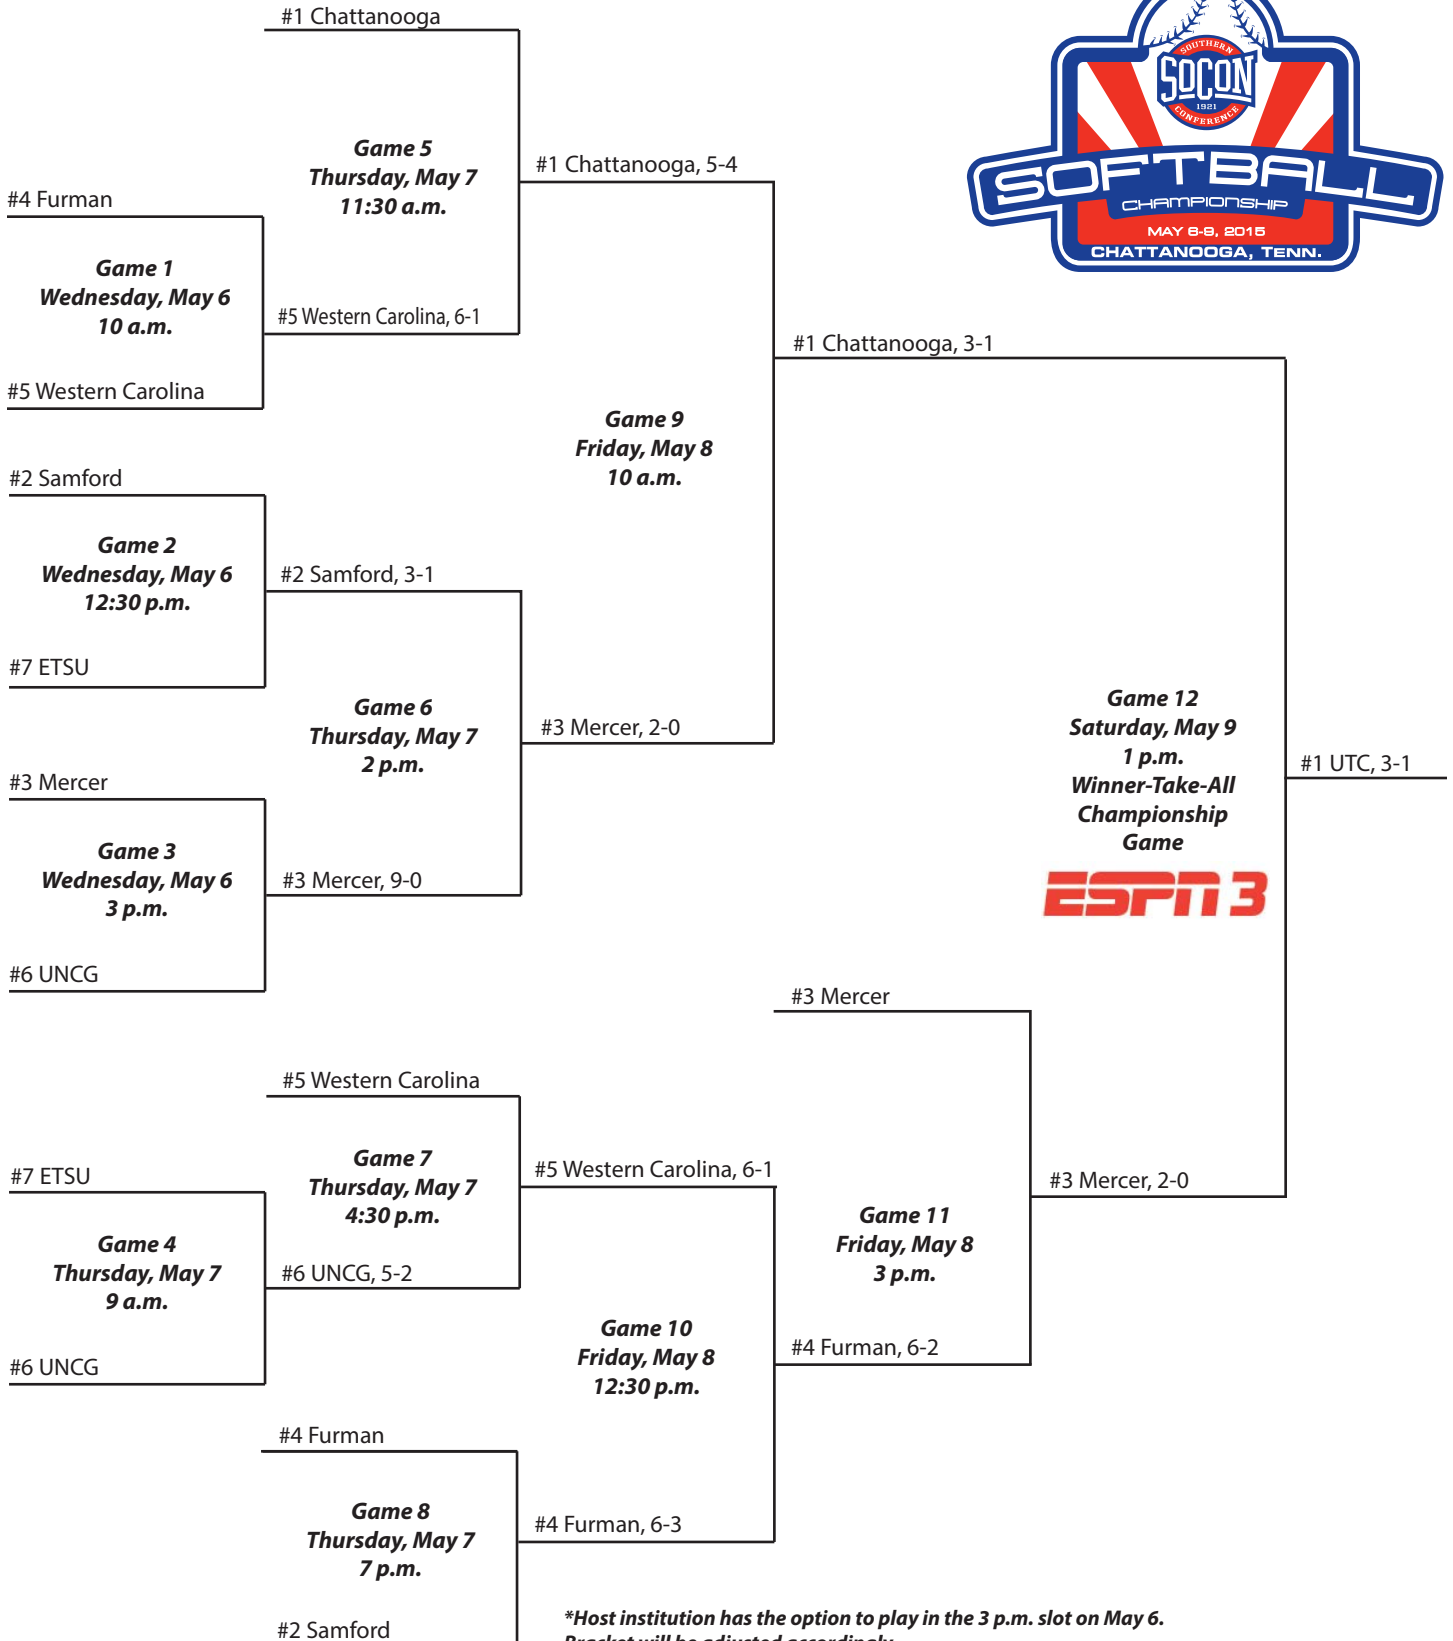 #1 Chattanooga
SOUTHERN
SOCON
1921
CONFERENCE
SOFTBALL
CHAMPIONSHIP
MAY 6-9, 2015
CHATTANOOGA, TENN.
Game 5
Thursday, May 7
11:30 a.m.
#1 Chattanooga, 5-4
#4 Furman
Game 1
Wednesday, May 6
10 a.m.
#5 Western Carolina, 6-1
#5 Western Carolina
#1 Chattanooga, 3-1
Game 9
Friday, May 8
10 a.m.
#2 Samford
Game 2
Wednesday, May 6
12:30 p.m.
#2 Samford, 3-1
#7 ETSU
Game 6
Thursday, May 7
2 p.m.
#3 Mercer, 2-0
Game 12
Saturday, May 9
1 p.m.
Winner-Take-All
Championship
Game
ESPN 3
#1 UTC, 3-1
#3 Mercer
Game 3
Wednesday, May 6
3 p.m.
#3 Mercer, 9-0
#6 UNCG
#3 Mercer
#5 Western Carolina
Game 7
Thursday, May 7
4:30 p.m.
#5 Western Carolina, 6-1
#7 ETSU
Game 4
Thursday, May 7
9 a.m.
#6 UNCG, 5-2
#6 UNCG
#3 Mercer, 2-0
Game 11
Friday, May 8
3 p.m.
Game 10
Friday, May 8
12:30 p.m.
#4 Furman, 6-2
#4 Furman
Game 8
Thursday, May 7
7 p.m.
#4 Furman, 6-3
#2 Samford
*Host institution has the option to play in the 3 p.m. slot on May 6.
Bracket will be adjusted accordingly